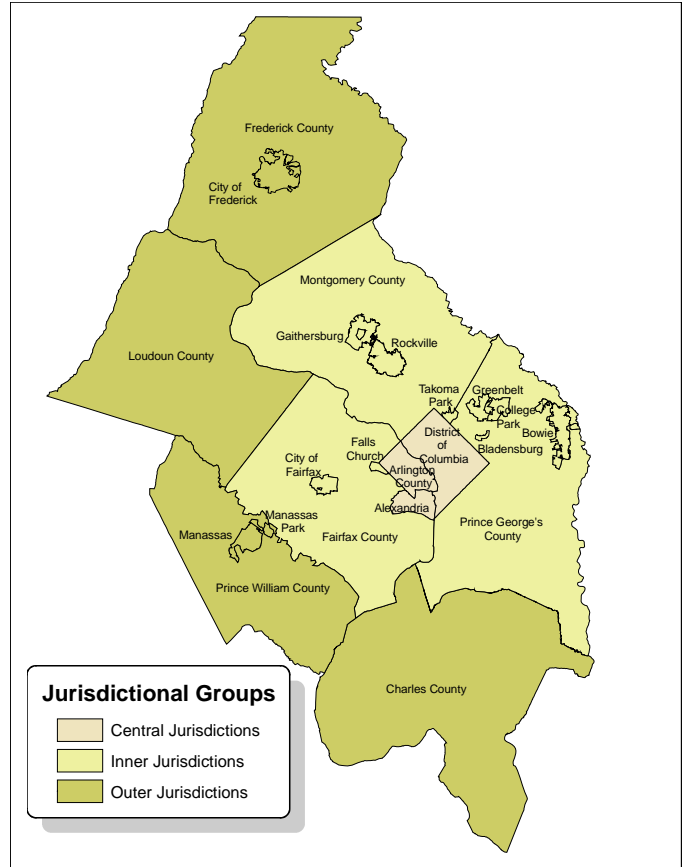 Frederick County
City of
Frederick
Montgomery County
Gaithersburg
Rockville
Loudoun County
Takoma
Park
Greenbelt
College
Park
Bowie
Bladensburg
District
of
Columbia
Falls
Church
Arlington
County
City of
Fairfax
Alexandria
Manassas
Park
Manassas
Fairfax County
Prince George's
County
Prince William County
Charles County
Jurisdictional Groups
Central Jurisdictions
Inner Jurisdictions
Outer Jurisdictions